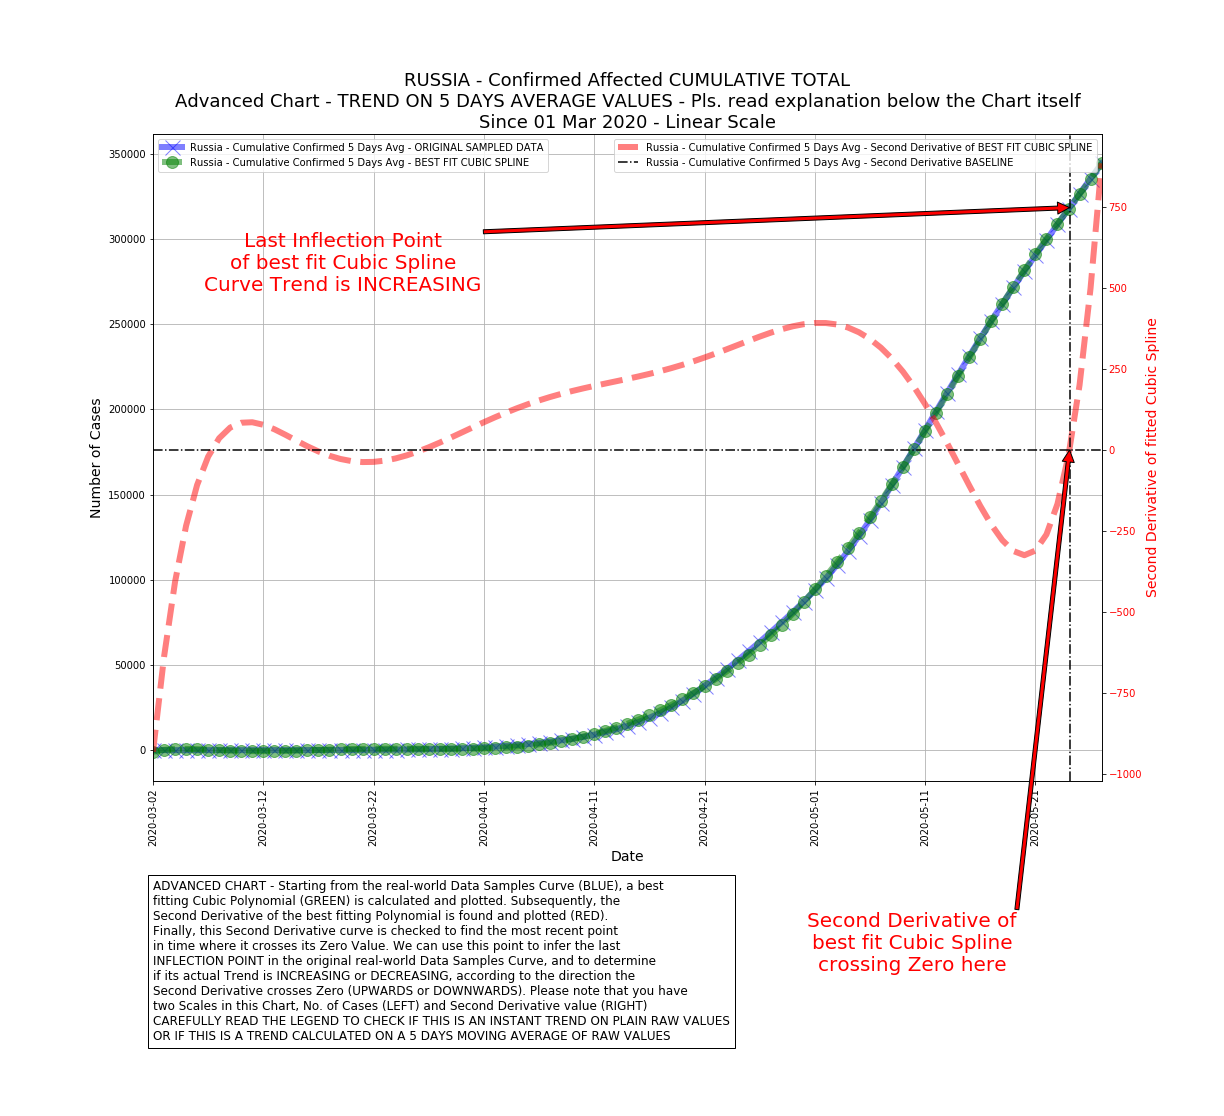 RUSSIA - Confirmed Affected CUMULATIVE TOTAL
Advanced Chart - TREND ON 5 DAYS AVERAGE VALUES - Pls. read explanation below the Chart itself
Since 01 Mar 2020 - Linear Scale
Russia - Cumulative Confirmed 5 Days Avg - ORIGINAL SAMPLED DATA
Russia - Cumulative Confirmed 5 Days Avg - BEST FIT CUBIC SPLINE
Russia - Cumulative Confirmed 5 Days Avg - Second Derivative of BEST FIT CUBIC SPLINE
Russia - Cumulative Confirmed 5 Days Avg - Second Derivative BASELINE
Last Inflection Point
of best fit Cubic Spline
Curve Trend is INCREASING
Number of Cases
350000
300000
250000
200000
150000
100000
50000
0
750
500
250
0
−250
−500
−750
−1000
Second Derivative of fitted Cubic Spline
2020-03-02
2020-03-12
2020-03-22
2020-04-01
2020-04-11
2020-04-21
2020-05-01
2020-05-11
2020-05-21
Date
ADVANCED CHART - Starting from the real-world Data Samples Curve (BLUE), a best
fitting Cubic Polynomial (GREEN) is calculated and plotted. Subsequently, the
Second Derivative of the best fitting Polynomial is found and plotted (RED).
Finally, this Second Derivative curve is checked to find the most recent point
in time where it crosses its Zero Value. We can use this point to infer the last
INFLECTION POINT in the original real-world Data Samples Curve, and to determine
if its actual Trend is INCREASING or DECREASING, according to the direction the
Second Derivative crosses Zero (UPWARDS or DOWNWARDS). Please note that you have
two Scales in this Chart, No. of Cases (LEFT) and Second Derivative value (RIGHT)
CAREFULLY READ THE LEGEND TO CHECK IF THIS IS AN INSTANT TREND ON PLAIN RAW VALUES
OR IF THIS IS A TREND CALCULATED ON A 5 DAYS MOVING AVERAGE OF RAW VALUES
Second Derivative of
best fit Cubic Spline
crossing Zero here